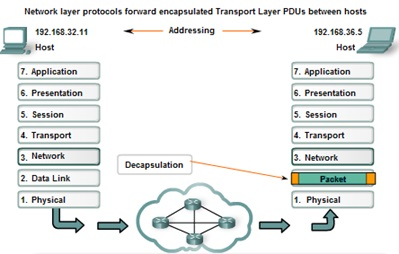 Network layer protocols forward encapsulated Transport Layer PDUs between hosts
192.168.32.11
Addressing
192.168.36.5
Host
Host
7. Application
7. Application
6. Presentation
6. Presentation
5. Session
5. Session
4. Transport
4. Transport
3. Network
3. Network
Decapsulation
2. Data Link
Packet
1. Physical
1. Physical